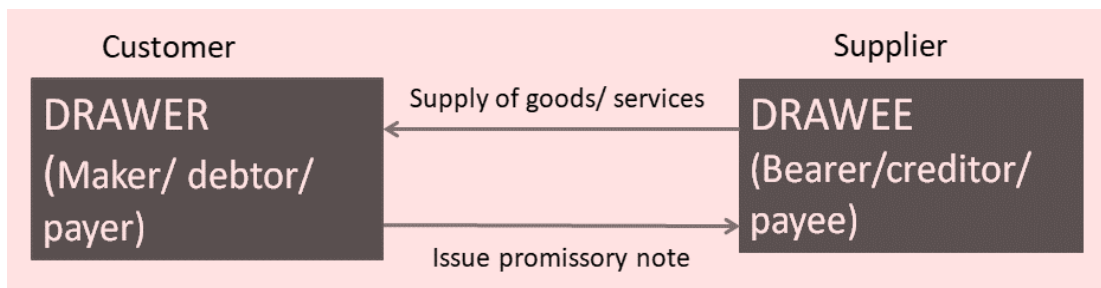 Customer
Supplier
DRAWER
(Maker/ debtor/
payer)
Supply of goods/ services
DRAWEE
(Bearer/creditor/
payee)
Issue promissory note